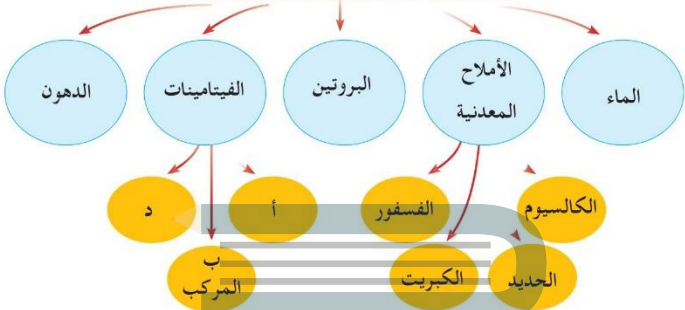 الماء
الأملاح
المعدنية
البروتين
الفيتامينات
الدهون
الكالسيوم
الفسفور
أ
د
الحديد
الكبريت
ب
المركب